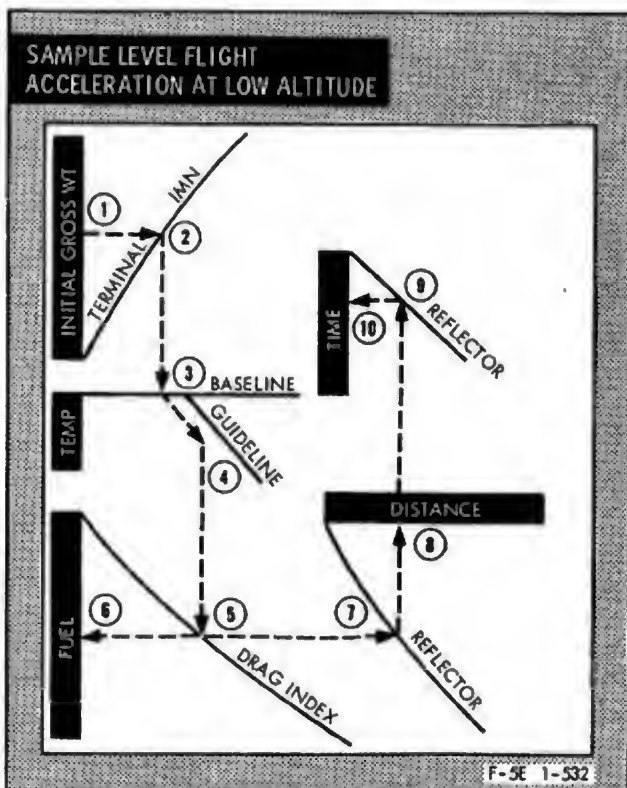 SAMPLE LEVEL FLIGHT
ACCELERATION AT LOW ALTITUDE
INITIAL GROSS WT
1
2
TERMINAL IMN
3
BASELINE
TEMP
GUIDELINE
4
FUEL
6
5
DRAG INDEX
7
REFLECTOR
8
DISTANCE
TIME
10
9
REFLECTOR
F-5E 1-532